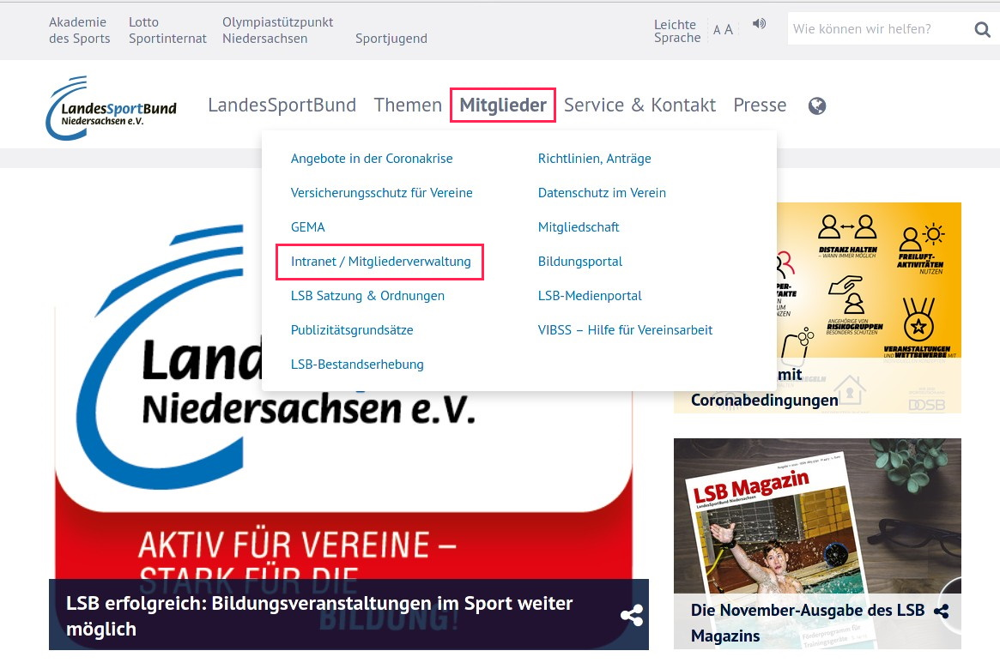 Akademie
des Sports
Lotto
Sportinternat
Olympiastützpunkt
Niedersachsen
Sportjugend
Leichte
Sprache
A A
Wie können wir helfen?
LandesSportBund
Niedersachsen e.V.
LandesSportBund Themen Mitglieder Service & Kontakt Presse
Angebote in der Coronakrise
Versicherungsschutz für Vereine
GEMA
Intranet / Mitgliederverwaltung
LSB Satzung & Ordnungen
Publizitätsgrundsätze
LSB-Bestandserhebung
Richtlinien, Anträge
Datenschutz im Verein
Mitgliedschaft
Bildungsportal
LSB-Medienportal
VIBSS – Hilfe für Vereinsarbeit
Land
Niedersachsen e.V.
AKTIV FÜR VEREINE –
STARK FÜR DIE
BILDUNG!
LSB erfolgreich: Bildungsveranstaltungen im Sport weiter
möglich
DISTANZ HALTEN
– WANN IMMER MÖGLICH
FREILUFT-
AKTIVITÄTEN
NUTZEN
ANGEHÖRIGE VON
RISIKOGRUPPEN
BESONDERS SCHÜTZEN
VERANSTALTUNGEN
UND WETTBEWERBE MIT
mit
Coronabedingungen
DOSB
LSB Magazin
LandesSportBund Niedersachsen
Die November-Ausgabe des LSB
Magazins
Förderprogramm für
Trainingsgeräte